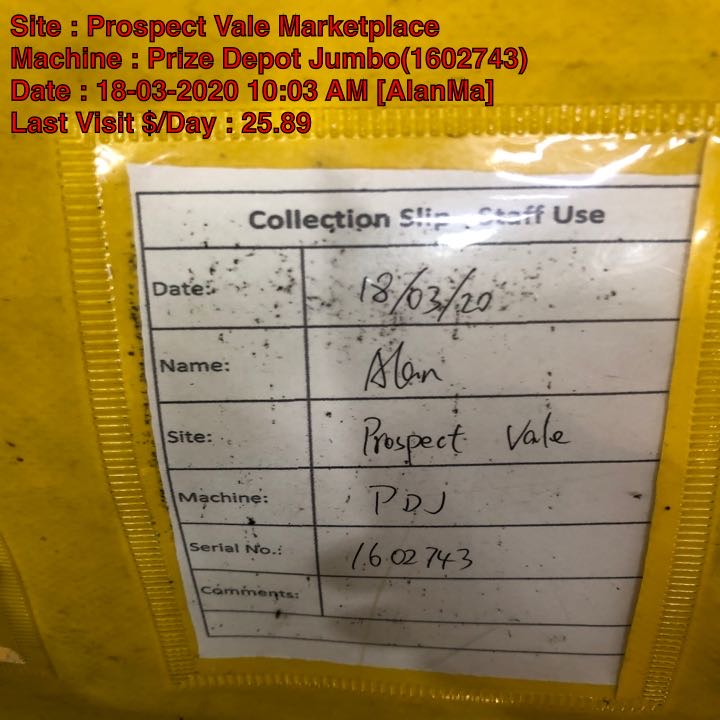 Site : Prospect Vale Marketplace
Machine : Prize Depot Jumbo(1602743)
Date : 18-03-2020 10:03 AM [AlanMa]
Last Visit $/Day : 25.89
Collection Slip - Staff Use
Date: 18/03/20
Name: Alan
Site: Prospect Vale
Machine: PDJ
Serial No.: 1602743
Comments: